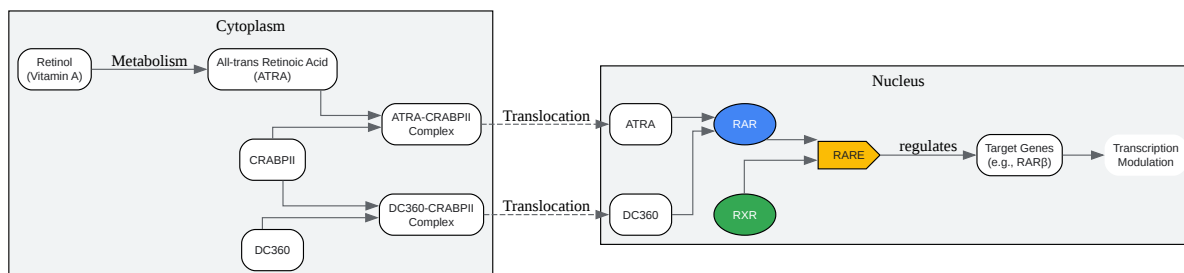 Cytoplasm
Retinol
(Vitamin A)
Metabolism
All-trans Retinoic Acid
(ATRA)
ATRA-CRABPII
Complex
CRABPII
DC360-CRABPII
Complex
DC360
Translocation
Translocation
Nucleus
ATRA
RAR
RARE
regulates
Target Genes
(e.g., RARβ)
Transcription
Modulation
DC360
RXR